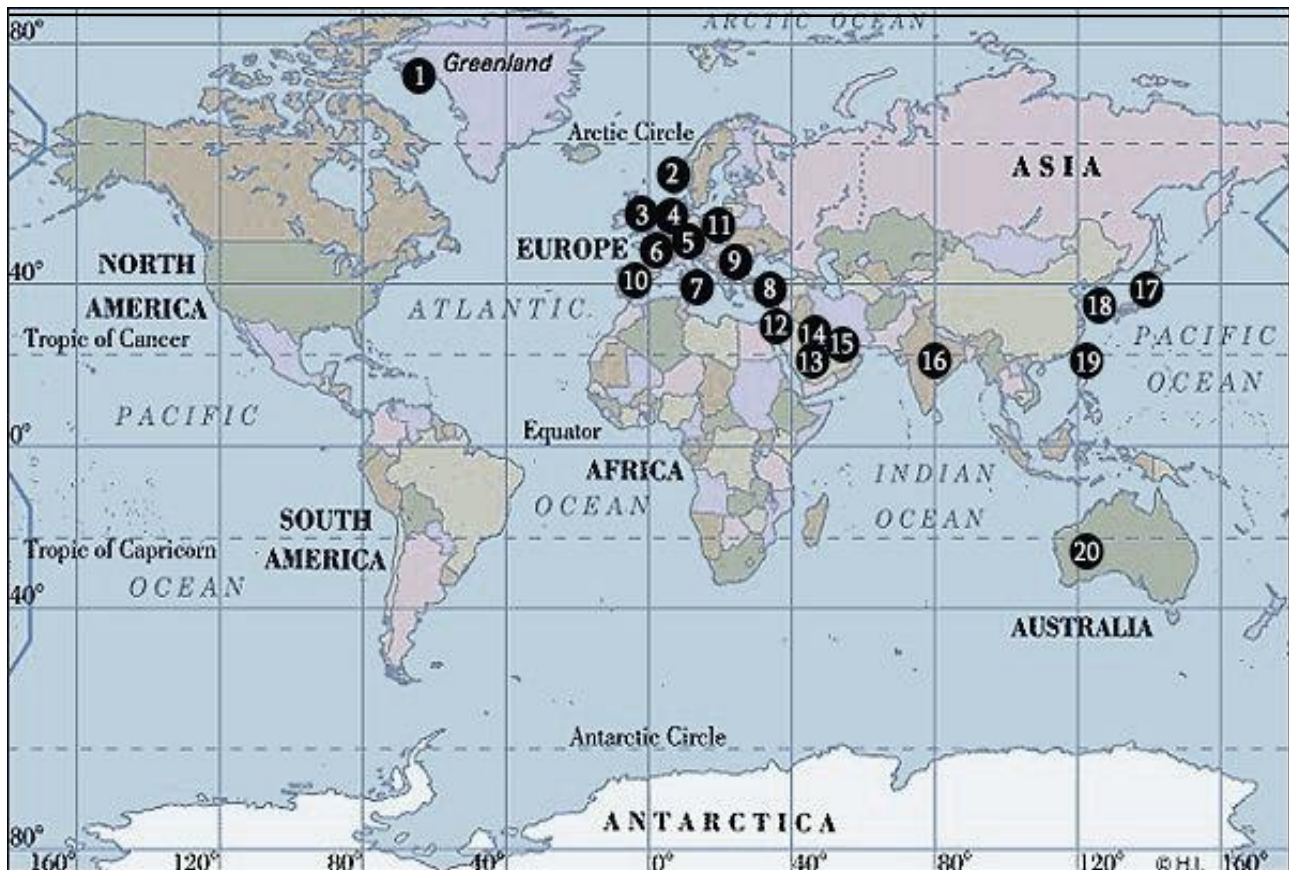 ARCTIC OCEAN
80°
1 Greenland
Arctic Circle
2
ASIA
3 4 11
EUROPE 6 5
9
NORTH
40°
10 7 8 17
AMERICA
ATLANTIC
18
12 14
Tropic of Cancer
15
PACIFIC
13 16 19
OCEAN
PACIFIC
0°
Equator
AFRICA
INDIAN
OCEAN
SOUTH
OCEAN
AMERICA
Tropic of Capricorn
20
OCEAN
40°
AUSTRALIA
Antarctic Circle
ANTARCTICA
80°
160° 120° 80° 40° 0° 40° 80° 120° © H.I. 160°